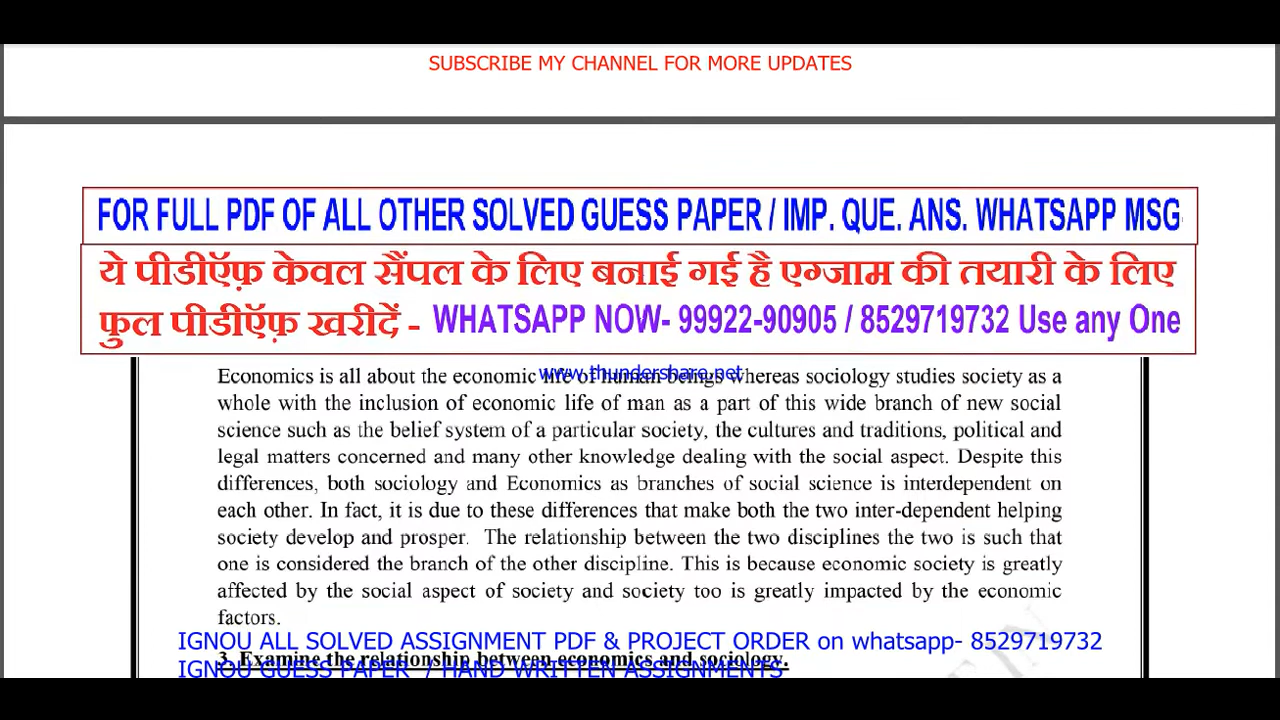 SUBSCRIBE MY CHANNEL FOR MORE UPDATES
FOR FULL PDF OF ALL OTHER SOLVED GUESS PAPER / IMP. QUE. ANS. WHATSAPP MSG
ये पीडीऍफ़ केवल सैंपल के लिए बनाई गई है एग्जाम की तयारी के लिए
फुल पीडीऍफ़ खरीदें - WHATSAPP NOW- 99922-90905 / 8529719732 Use any One
www.thundershare.net
Economics is all about the economic life of human beings whereas sociology studies society as a
whole with the inclusion of economic life of man as a part of this wide branch of new social
science such as the belief system of a particular society, the cultures and traditions, political and
legal matters concerned and many other knowledge dealing with the social aspect. Despite this
differences, both sociology and Economics as branches of social science is interdependent on
each other. In fact, it is due to these differences that make both the two inter-dependent helping
society develop and prosper. The relationship between the two disciplines the two is such that
one is considered the branch of the other discipline. This is because economic society is greatly
affected by the social aspect of society and society too is greatly impacted by the economic
factors.
IGNOU ALL SOLVED ASSIGNMENT PDF & PROJECT ORDER on whatsapp- 8529719732
3. Examine the relationship between economics and sociology.
IGNOU GUESS PAPER / HAND WRITTEN ASSIGNMENTS